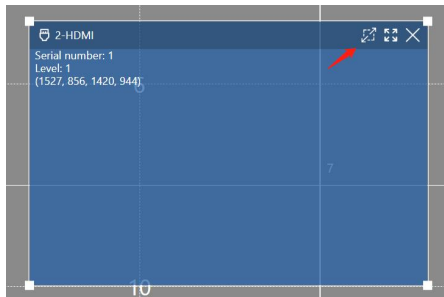 2-HDMI
Serial number: 1
Level: 1
(1527, 856, 1420, 944)
6
7
10